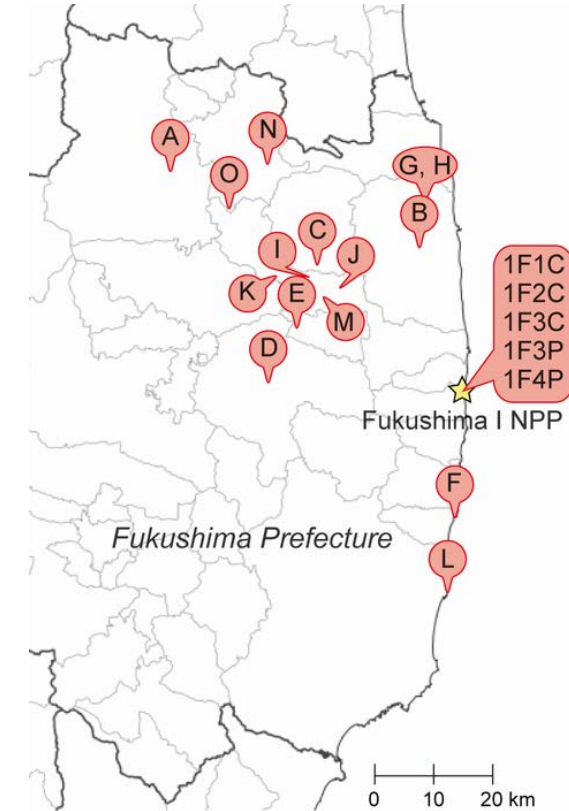 A
N
O
G, H
B
C
I
J
K
E
M
D
1F1C
1F2C
1F3C
1F3P
1F4P
Fukushima I NPP
F
Fukushima Prefecture
L
0 10 20 km